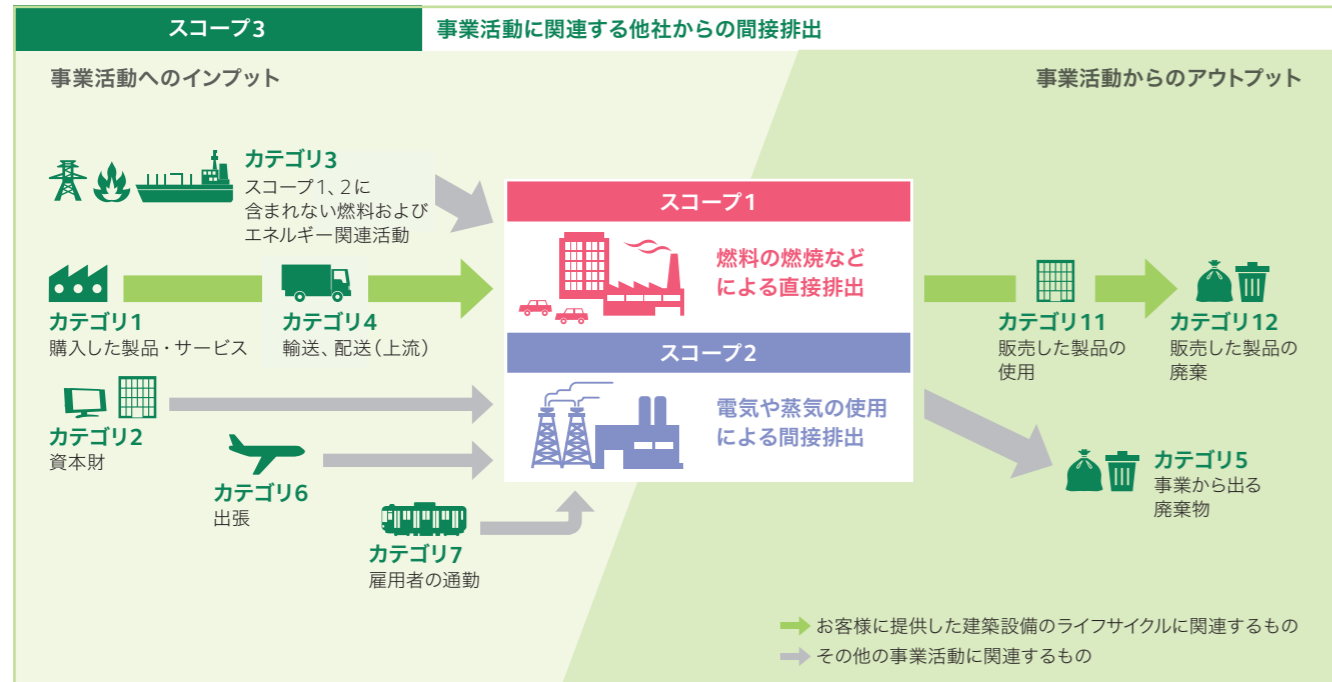 スコープ3
事業活動に関連する他社からの間接排出
事業活動へのインプット
事業活動からのアウトプット
カテゴリ3
スコープ1、2に
含まれない燃料および
エネルギー関連活動
カテゴリ1
購入した製品・サービス
カテゴリ4
輸送、配送（上流）
カテゴリ2
資本財
カテゴリ6
出張
カテゴリ7
雇用者の通勤
スコープ1
燃料の燃焼など
による直接排出
スコープ2
電気や蒸気の使用
による間接排出
カテゴリ11
販売した製品の
使用
カテゴリ12
販売した製品の
廃棄
カテゴリ5
事業から出る
廃棄物
お客様に提供した建築設備のライフサイクルに関連するもの
その他の事業活動に関連するもの